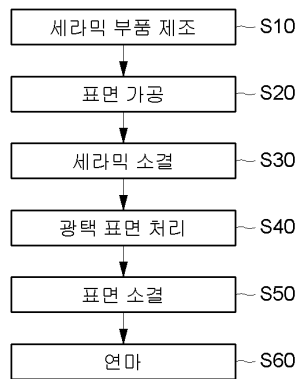 세라믹 부품 제조 S10
표면 가공 S20
세라믹 소결 S30
광택 표면 처리 S40
표면 소결 S50
연마 S60